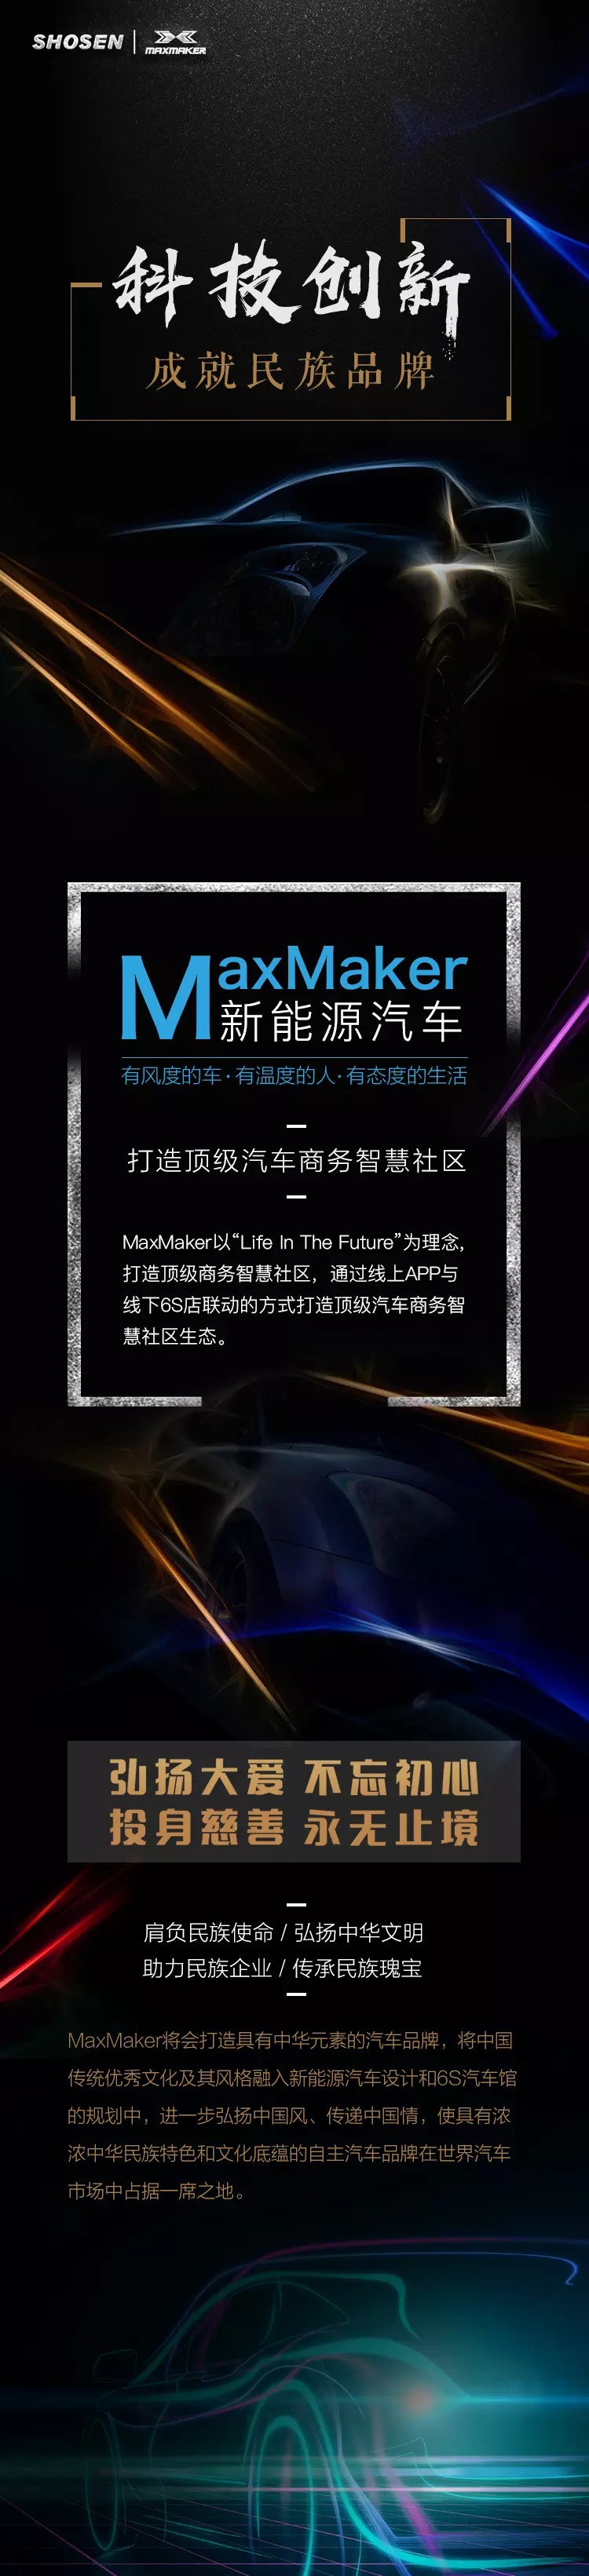 SHOSEN
MAXMAKER
科技创新
成就民族品牌
MaxMaker
新能源汽车
有风度的车·有温度的人·有态度的生活
打造顶级汽车商务智慧社区
MaxMaker以“Life In The Future”为理念,
打造顶级商务智慧社区，通过线上APP与
线下6S店联动的方式打造顶级汽车商务智
慧社区生态。
弘扬大爱 不忘初心
投身慈善 永无止境
肩负民族使命 / 弘扬中华文明
助力民族企业 / 传承民族瑰宝
MaxMaker将会打造具有中华元素的汽车品牌，将中国
传统优秀文化及其风格融入新能源汽车设计和6S汽车馆
的规划中，进一步弘扬中国风、传递中国情，使具有浓
浓中华民族特色和文化底蕴的自主汽车品牌在世界汽车
市场中占据一席之地。